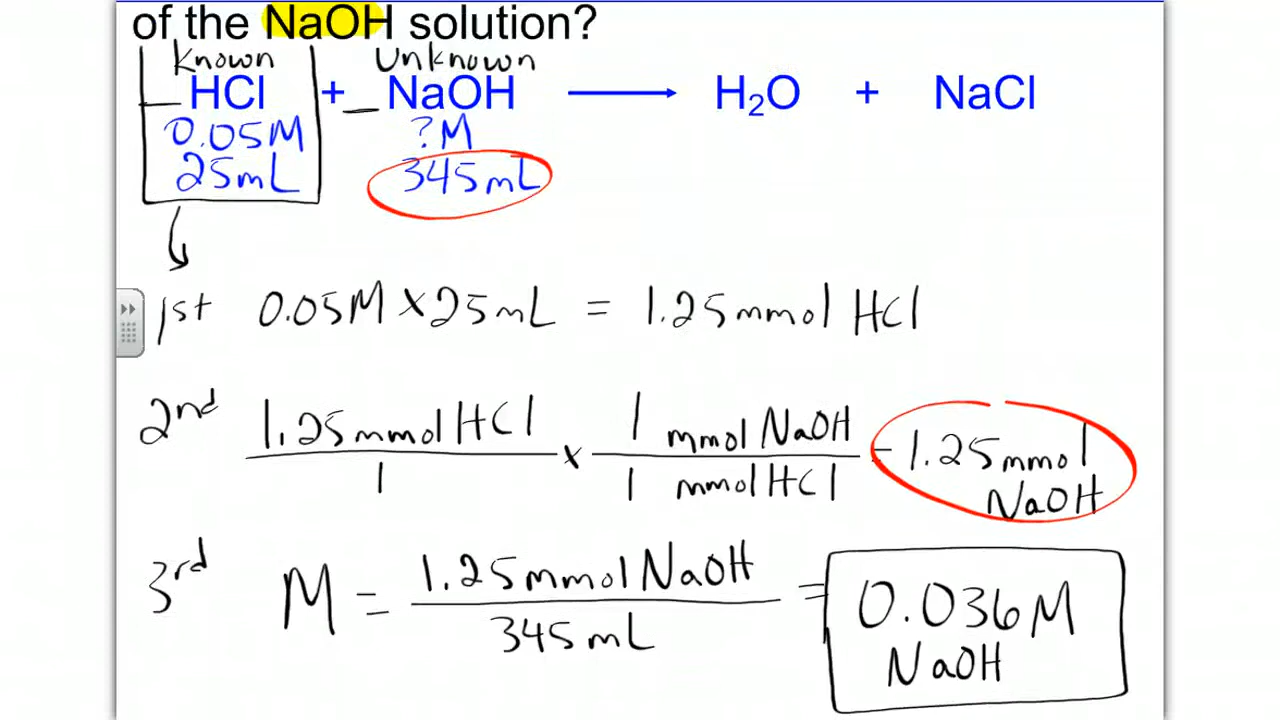 of the NaOH solution?
Known Unknown
HCl + NaOH → H₂O + NaCl
0.05M ?M
25mL 345mL
1st 0.05M × 25mL = 1.25mmol HCl
2nd 1.25mmol HCl × 1 mmol NaOH = 1.25mmol
1 1 mmol HCl NaOH
3rd M = 1.25mmol NaOH = 0.036M
345mL NaOH